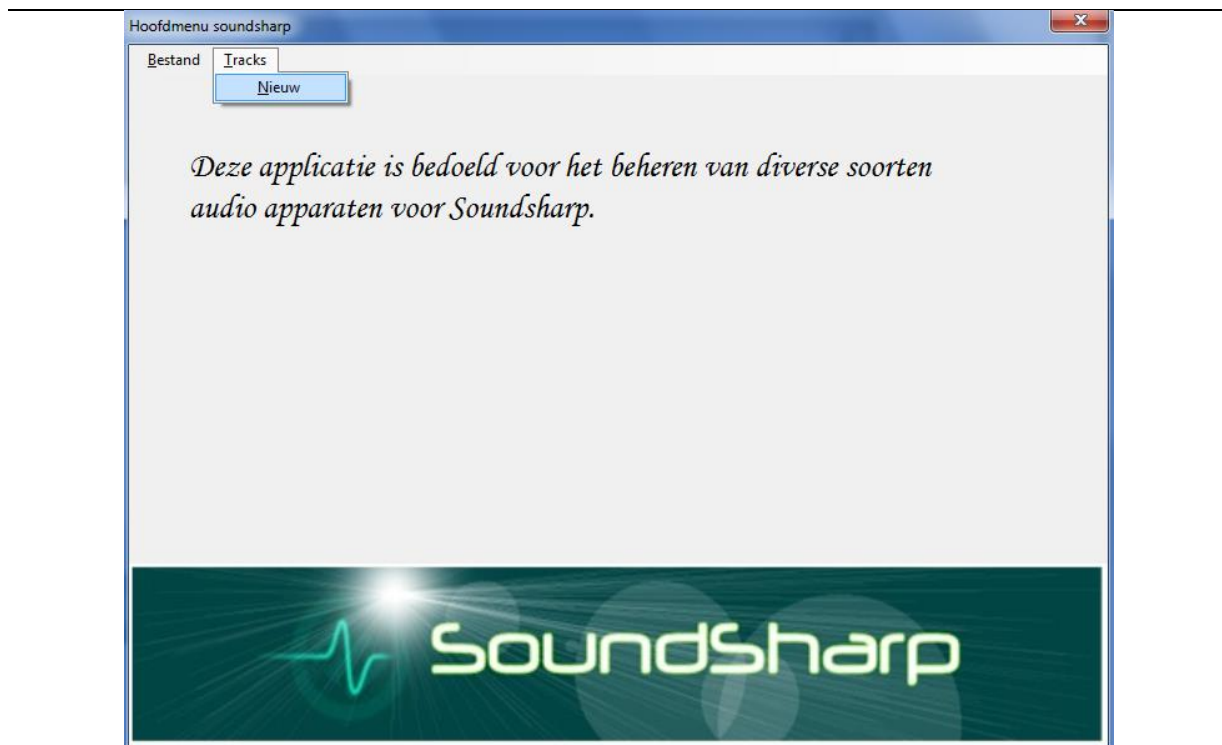 Hoofdmenu soundsharp
Bestand Tracks
Nieuw
Deze applicatie is bedoeld voor het beheren van diverse soorten
audio apparaten voor Soundsharp.
SoundSharp